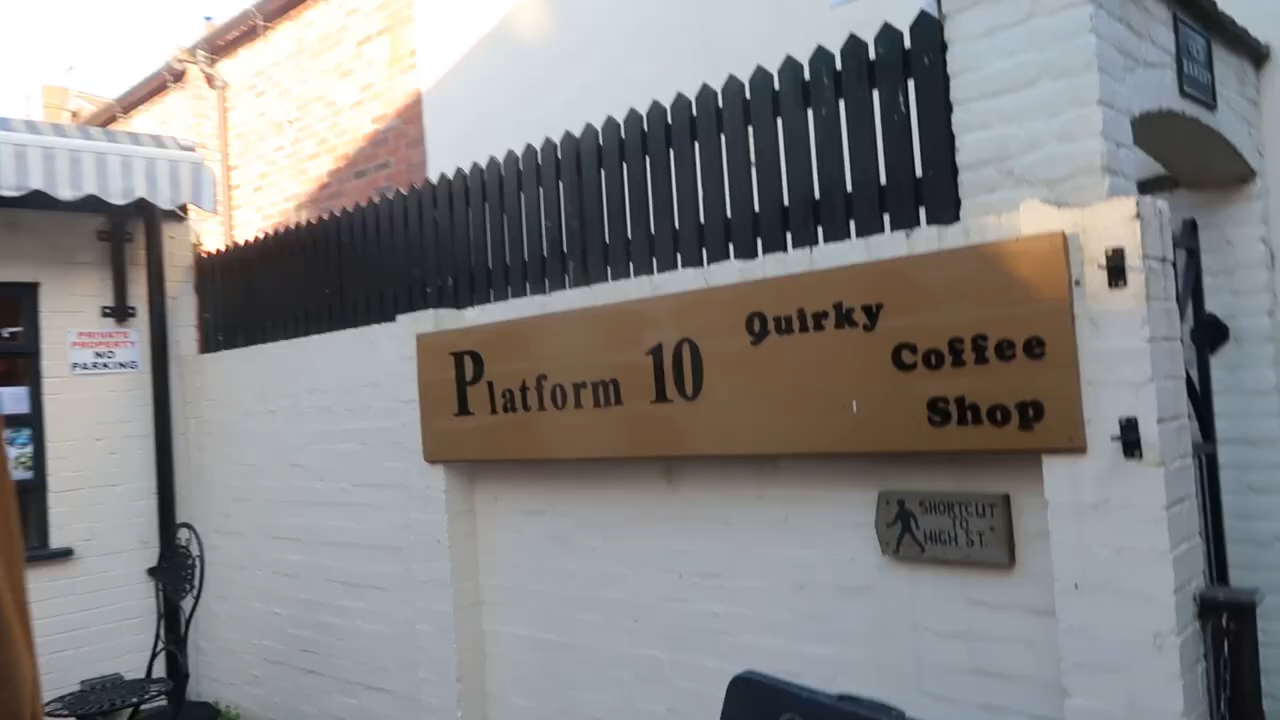 Platform 10
Quirky
Coffee
Shop
SHORTCUT
TO
HIGH ST.
PRIVATE
PROPERTY
NO
PARKING